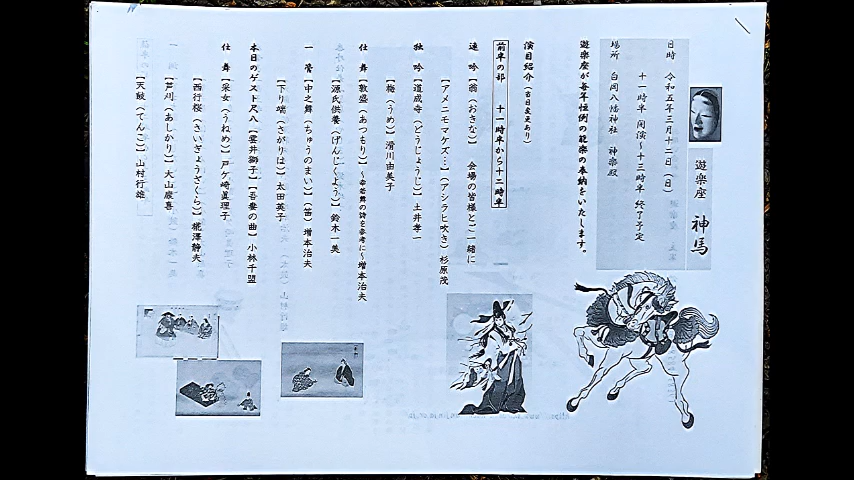 遊楽座 神馬
日時 令和五年三月十二日(日)
十一時半 開演~十三時半 終了予定
場所 白岡八幡神社 神楽殿
遊楽座が毎年恒例の能楽の奉納をいたします。
演目紹介(当日変更あり)
前半の部 十一時半から十二時半
連 吟【翁(おきな)】 会場の皆様とご一緒に
【アメニモマケズ…】(アシラヒ吹き)杉原茂
独 吟【道成寺(どうじょうじ)】土井孝一
【梅(うめ)】滑川由美子
仕 舞【敦盛(あつもり)】~幸若舞の詩を参考に~増本治夫
【源氏供養(げんじくよう)】鈴木一美
一 管【中之舞(ちゅうのまい)】(笛)増本治夫
【下り端(さがりは)】太田英子
本日のゲスト尺八【雲井獅子】【吾妻の曲】小林千盟
仕 舞【采女(うねめ)】戸ケ崎眞理子
【西行桜(さいぎょうざくら)】椛澤静夫
【芦刈(あしかり)】大山康喜
【天鼓(てんこ)】山村行雄